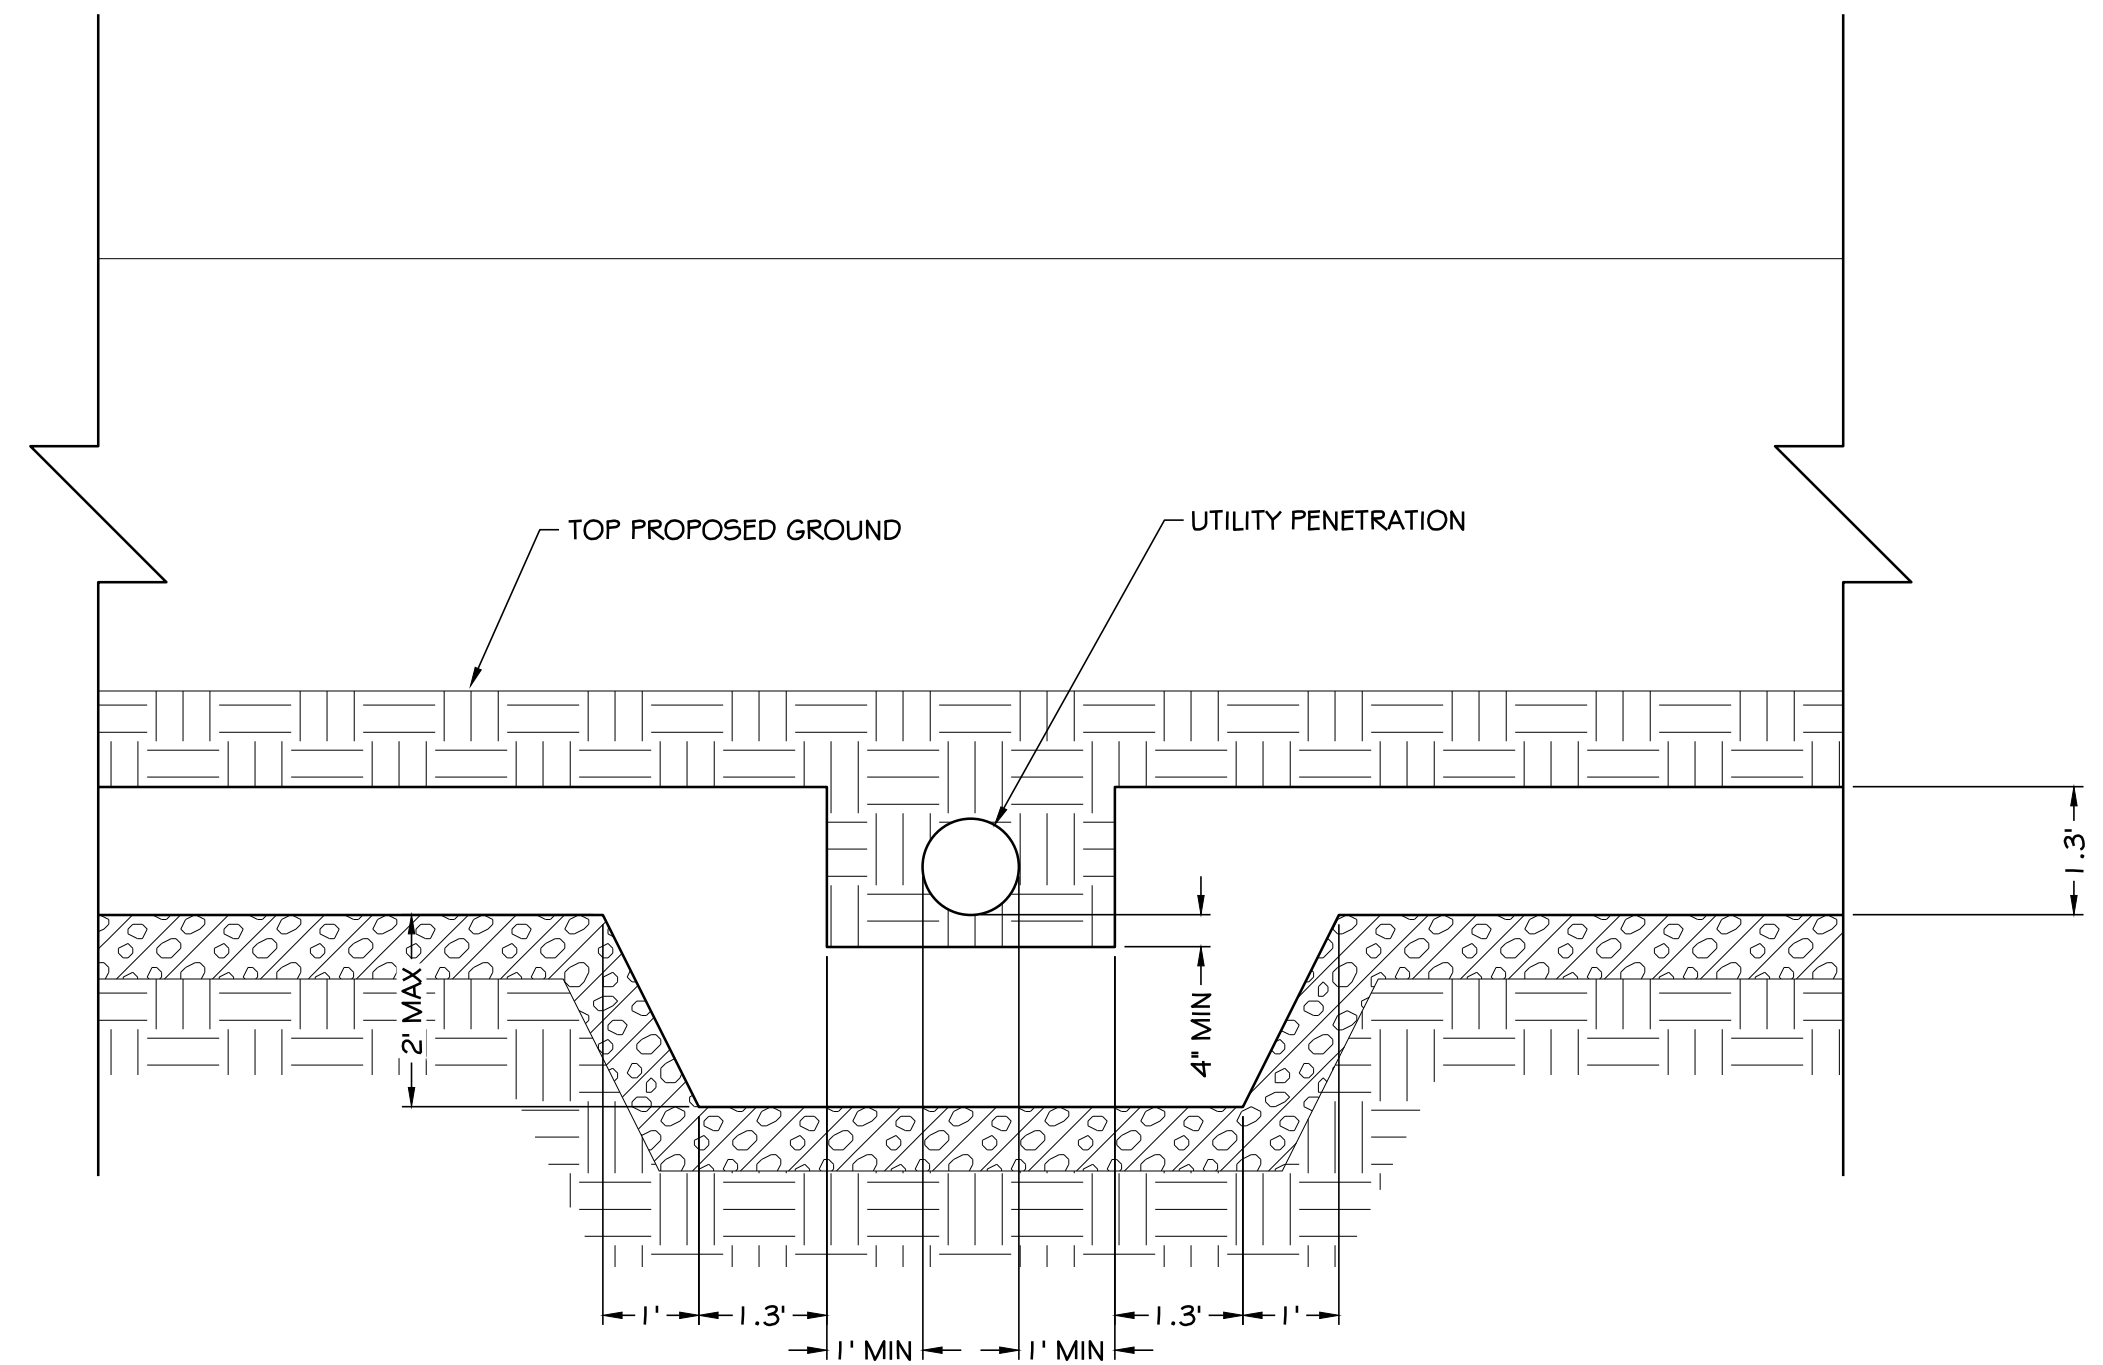 TOP PROPOSED GROUND
UTILITY PENETRATION
1.3'
2' MAX
4" MIN
1'
1.3'
1.3'
1'
1' MIN
1' MIN